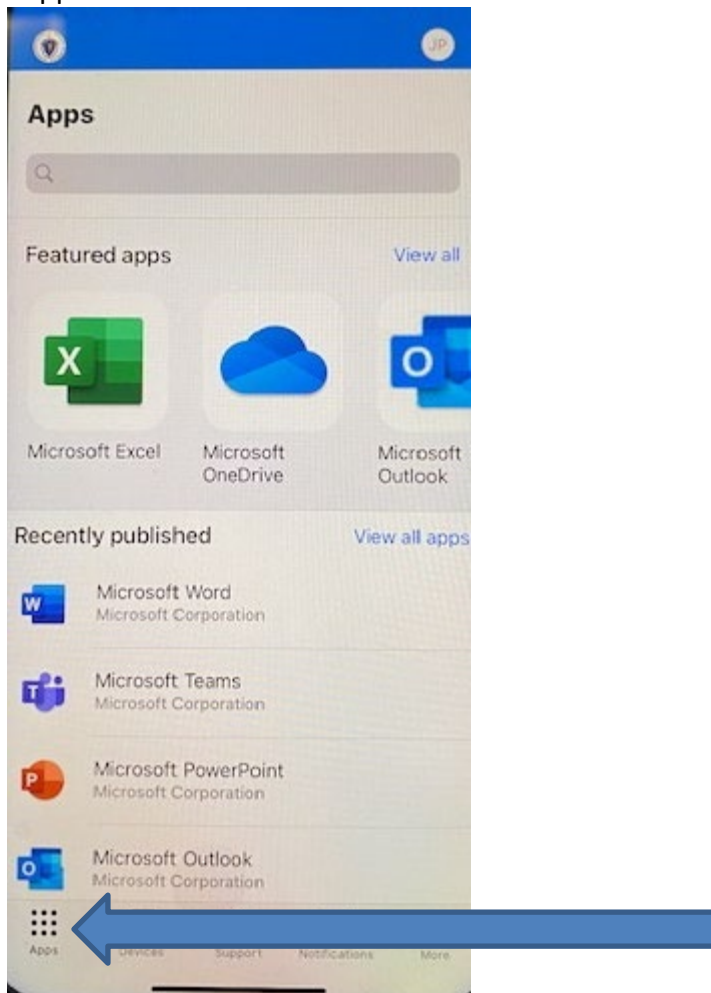 JP
Apps
Featured apps
View all
X
O
Microsoft Excel
Microsoft
OneDrive
Microsoft
Outlook
Recently published
View all apps
W
Microsoft Word
Microsoft Corporation
T
Microsoft Teams
Microsoft Corporation
P
Microsoft PowerPoint
Microsoft Corporation
O
Microsoft Outlook
Microsoft Corporation
Apps
Devices
Support
Notifications
More